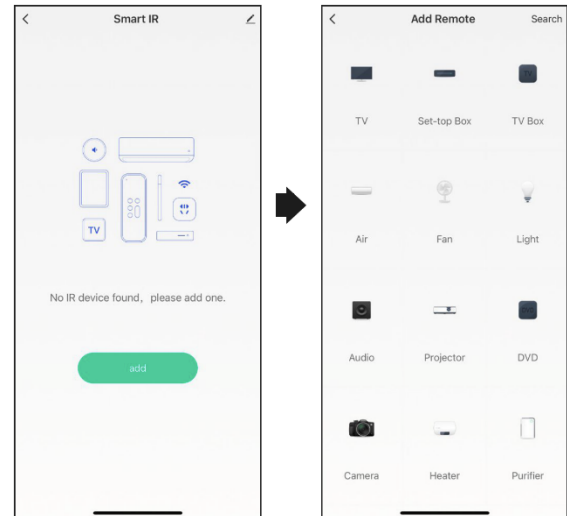 Smart IR
TV
No IR device found, please add one.
add
Add Remote
Search
TV
Set-top Box
TV Box
Air
Fan
Light
Audio
Projector
DVD
Camera
Heater
Purifier